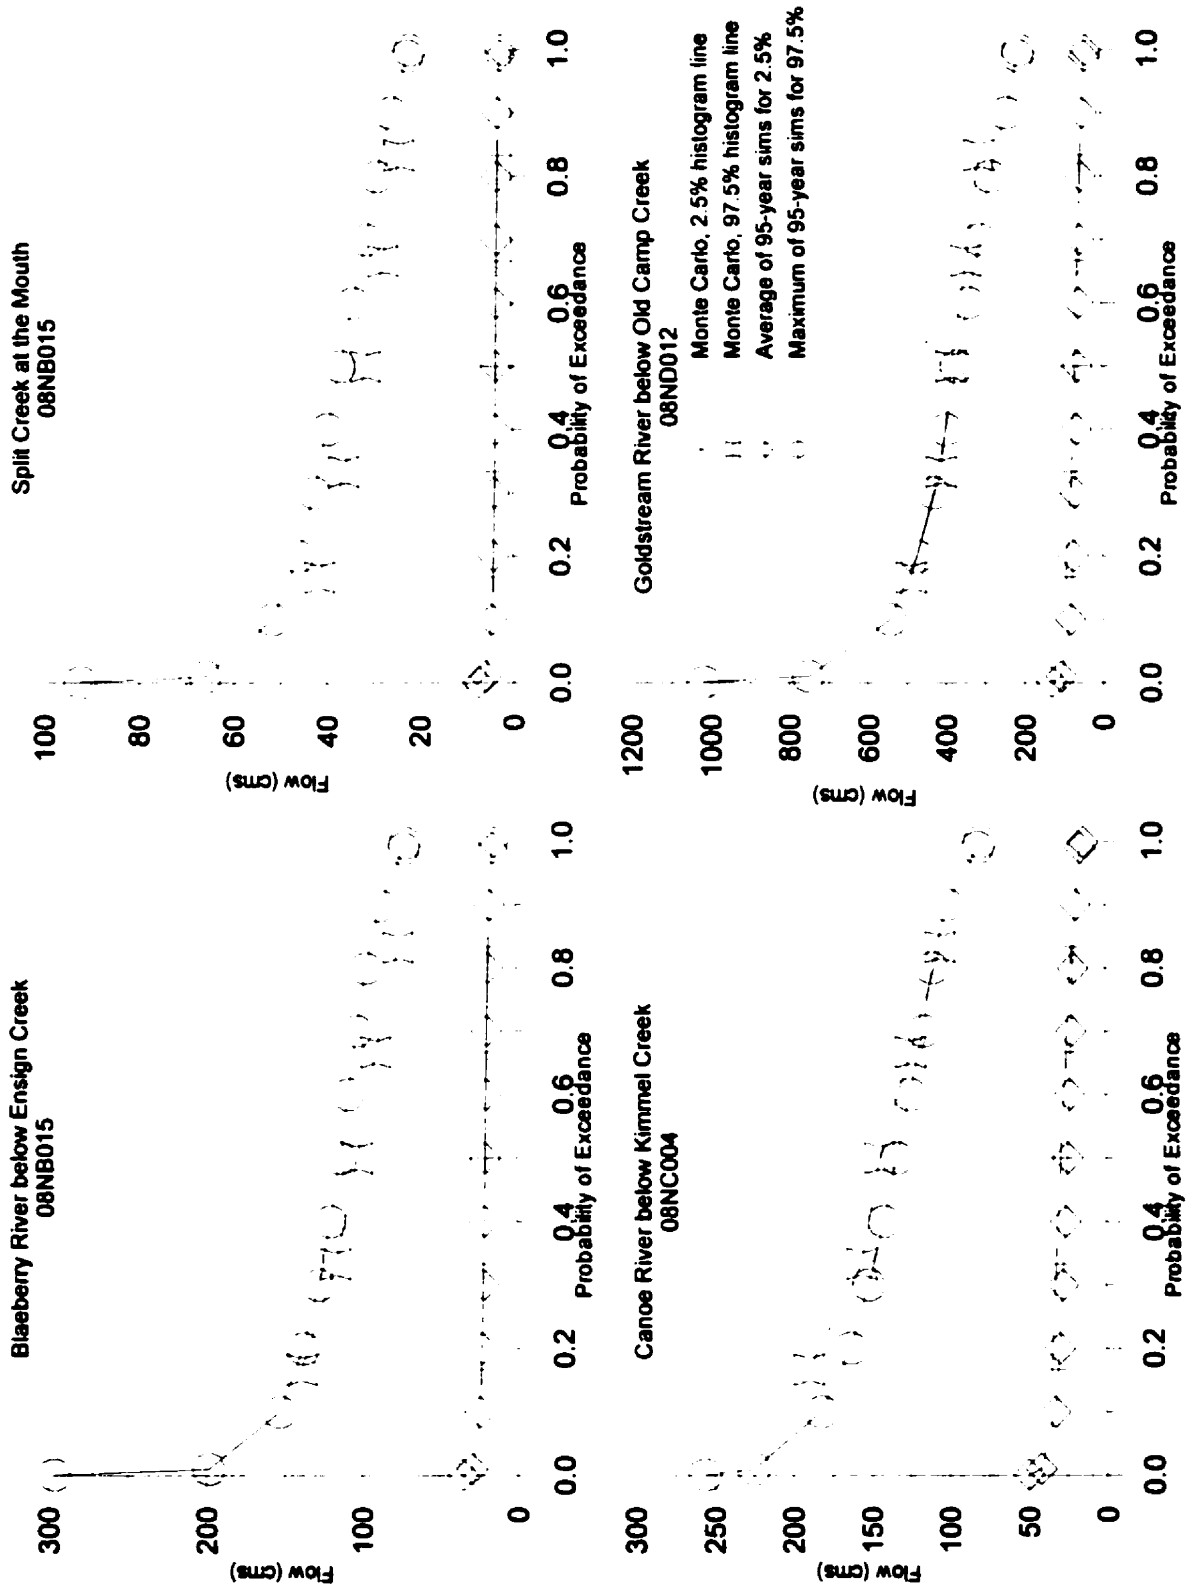 Blaeberry River below Ensign Creek
08NB015
300
200
100
0
Flow (cms)
0.0
0.2
0.4
0.6
0.8
1.0
Probability of Exceedance
Split Creek at the Mouth
08NB015
100
80
60
40
20
0
Flow (cms)
0.0
0.2
0.4
0.6
0.8
1.0
Probability of Exceedance
Canoe River below Kimmel Creek
08NC004
300
250
200
150
100
50
0
Flow (cms)
0.0
0.2
0.4
0.6
0.8
1.0
Probability of Exceedance
Goldstream River below Old Camp Creek
08ND012
Monte Carlo, 2.5% histogram line
Monte Carlo, 97.5% histogram line
Average of 95-year sims for 2.5%
Maximum of 95-year sims for 97.5%
1200
1000
800
600
400
200
0
Flow (cms)
0.0
0.2
0.4
0.6
0.8
1.0
Probability of Exceedance